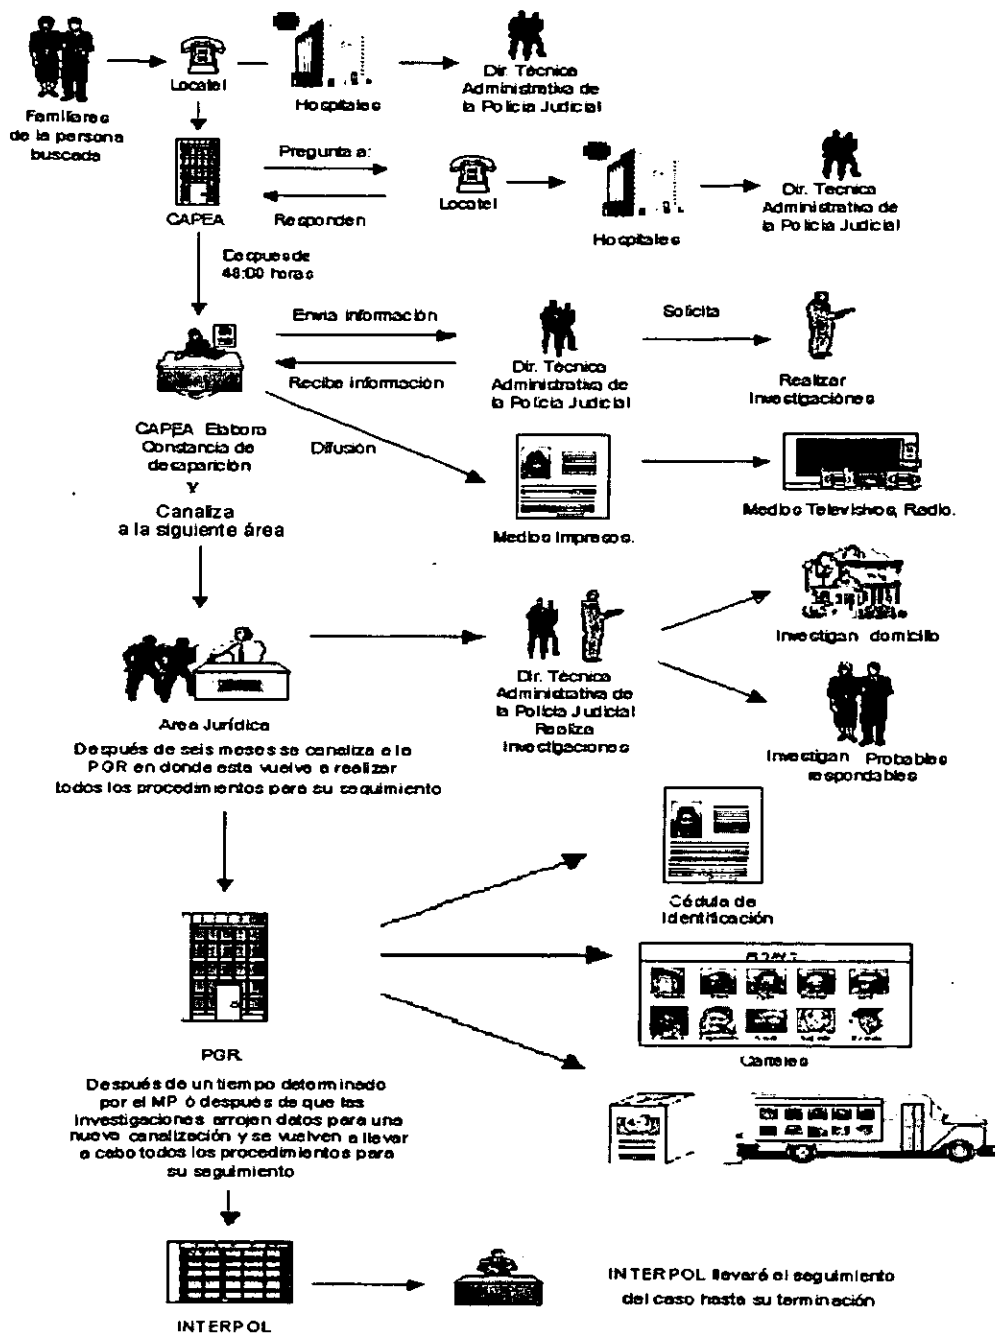 Familiares
de la persona
buscada
Locatel
Hospitales
Dir. Técnica
Administrativa de
la Policía Judicial
CAPEA
Pregunta a:
Responden
Locatel
Hospitales
Dir. Tecnica
Administrativa de
la Policía Judicial
Despues de
48:00 horas
Envia información
Recibe información
Dir. Técnica
Administrativa de
la Policía Judicial
Solicita
Realizar
Investigaciónes
CAPEA Elabora
Constancia de
desaparición
Y
Canaliza
a la siguiente área
Difusión
Medios Impresos.
Medios Televisivos, Radio.
Area Jurídica
Después de seis meses se canaliza a la
PGR en donde esta vuelve a realizar
todos los procedimientos para su seguimiento
Dir. Técnica
Administrativa de
la Policía Judicial
Realiza
Investigaciones
Investigan domicilio
Investigan Probables
respondables
PGR
Después de un tiempo determinado
por el MP ó después de que las
investigaciones arrojen datos para una
nueva canalización y se vuelven a llevar
a cabo todos los procedimientos para
su seguimiento
Cédula de
Identificación
Carteles
INTERPOL
INTERPOL llevará el seguimiento
del caso hasta su terminación